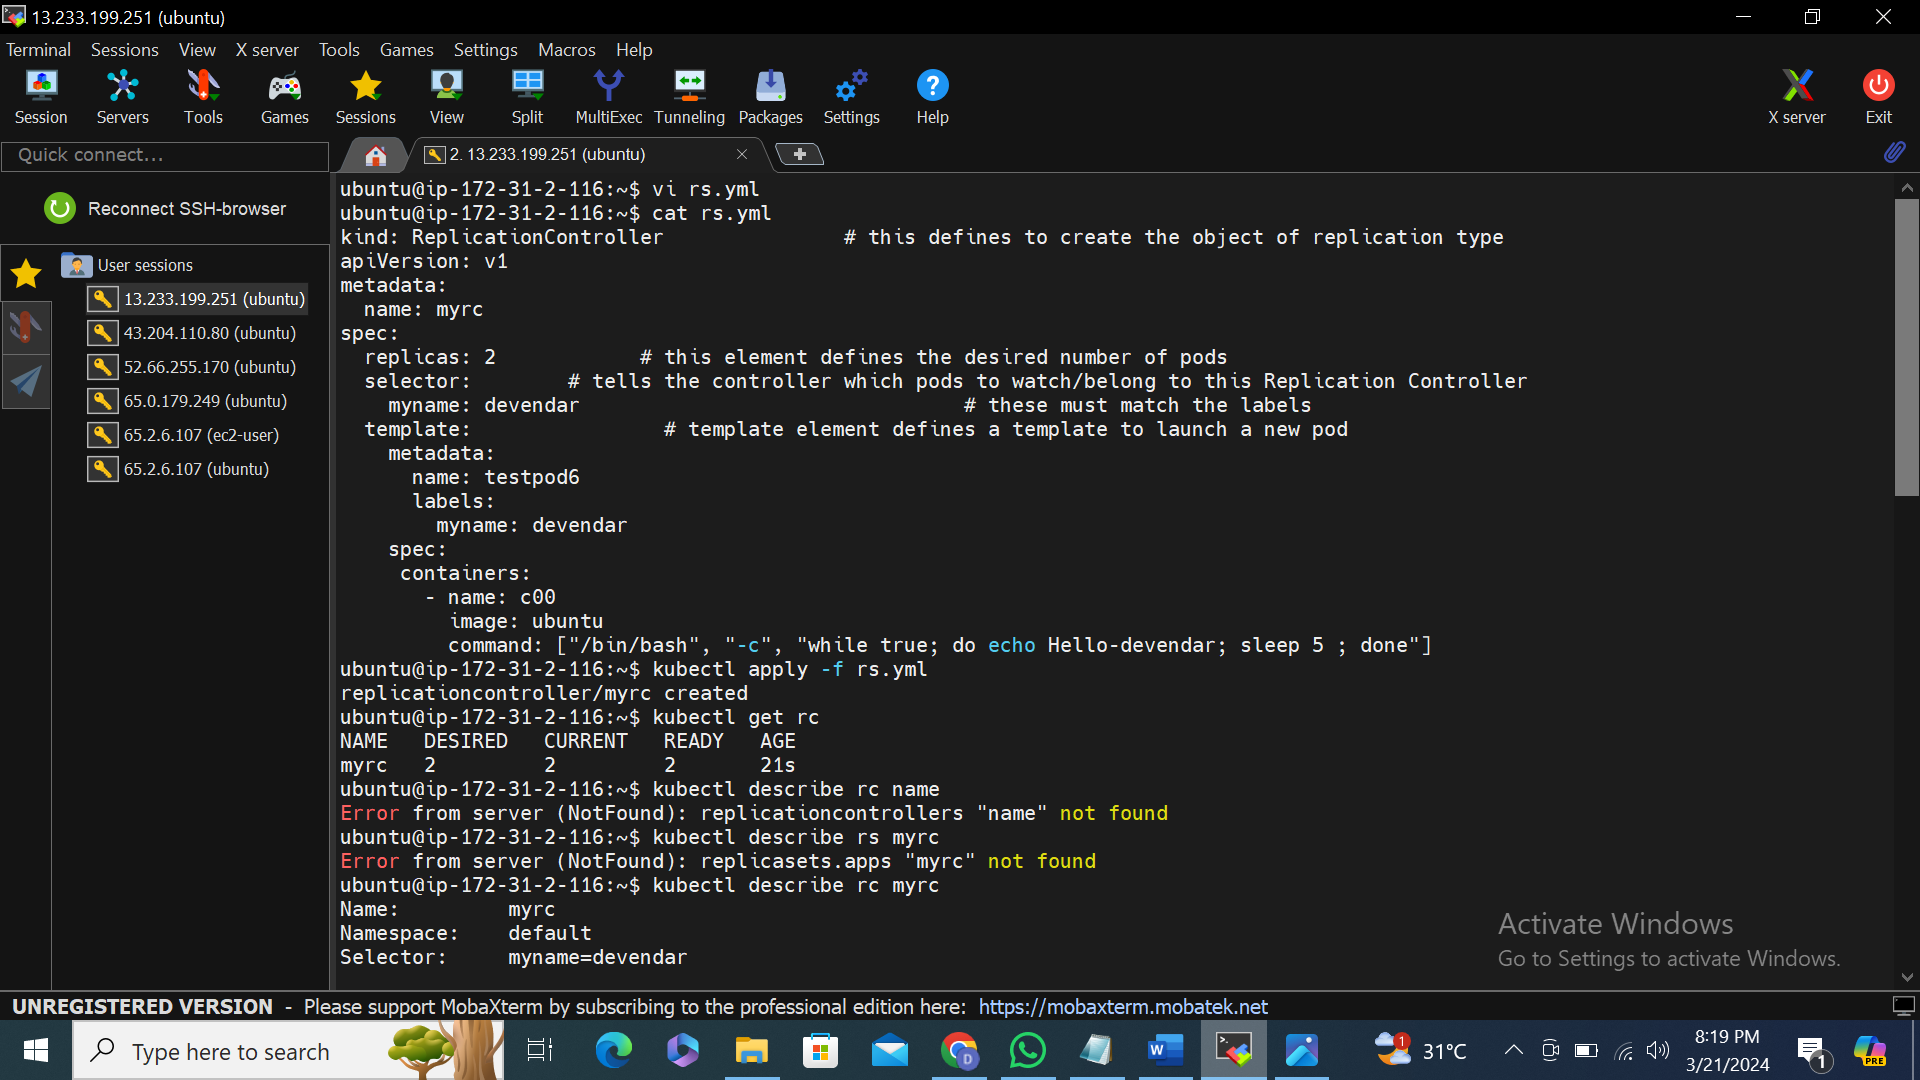 13.233.199.251 (ubuntu)
Terminal Sessions View X server Tools Games Settings Macros Help
Session Servers Tools Games Sessions View Split MultiExec Tunneling Packages Settings Help X server Exit
Quick connect...
2. 13.233.199.251 (ubuntu)
Reconnect SSH-browser
User sessions
13.233.199.251 (ubuntu)
43.204.110.80 (ubuntu)
52.66.255.170 (ubuntu)
65.0.179.249 (ubuntu)
65.2.6.107 (ec2-user)
65.2.6.107 (ubuntu)
ubuntu@ip-172-31-2-116:~$ vi rs.yml
ubuntu@ip-172-31-2-116:~$ cat rs.yml
kind: ReplicationController               # this defines to create the object of replication type
apiVersion: v1
metadata:
  name: myrc
spec:
  replicas: 2            # this element defines the desired number of pods
  selector:        # tells the controller which pods to watch/belong to this Replication Controller
    myname: devendar                                # these must match the labels
  template:                # template element defines a template to launch a new pod
    metadata:
      name: testpod6
      labels:
        myname: devendar
    spec:
     containers:
       - name: c00
         image: ubuntu
         command: ["/bin/bash", "-c", "while true; do echo Hello-devendar; sleep 5 ; done"]
ubuntu@ip-172-31-2-116:~$ kubectl apply -f rs.yml
replicationcontroller/myrc created
ubuntu@ip-172-31-2-116:~$ kubectl get rc
NAME   DESIRED   CURRENT   READY   AGE
myrc   2         2         2       21s
ubuntu@ip-172-31-2-116:~$ kubectl describe rc name
Error from server (NotFound): replicationcontrollers "name" not found
ubuntu@ip-172-31-2-116:~$ kubectl describe rs myrc
Error from server (NotFound): replicasets.apps "myrc" not found
ubuntu@ip-172-31-2-116:~$ kubectl describe rc myrc
Name:         myrc
Namespace:    default
Selector:     myname=devendar
Activate Windows
Go to Settings to activate Windows.
UNREGISTERED VERSION - Please support MobaXterm by subscribing to the professional edition here: https://mobaxterm.mobatek.net
Type here to search
D
W
1
31°C
8:19 PM
3/21/2024
1
PRE